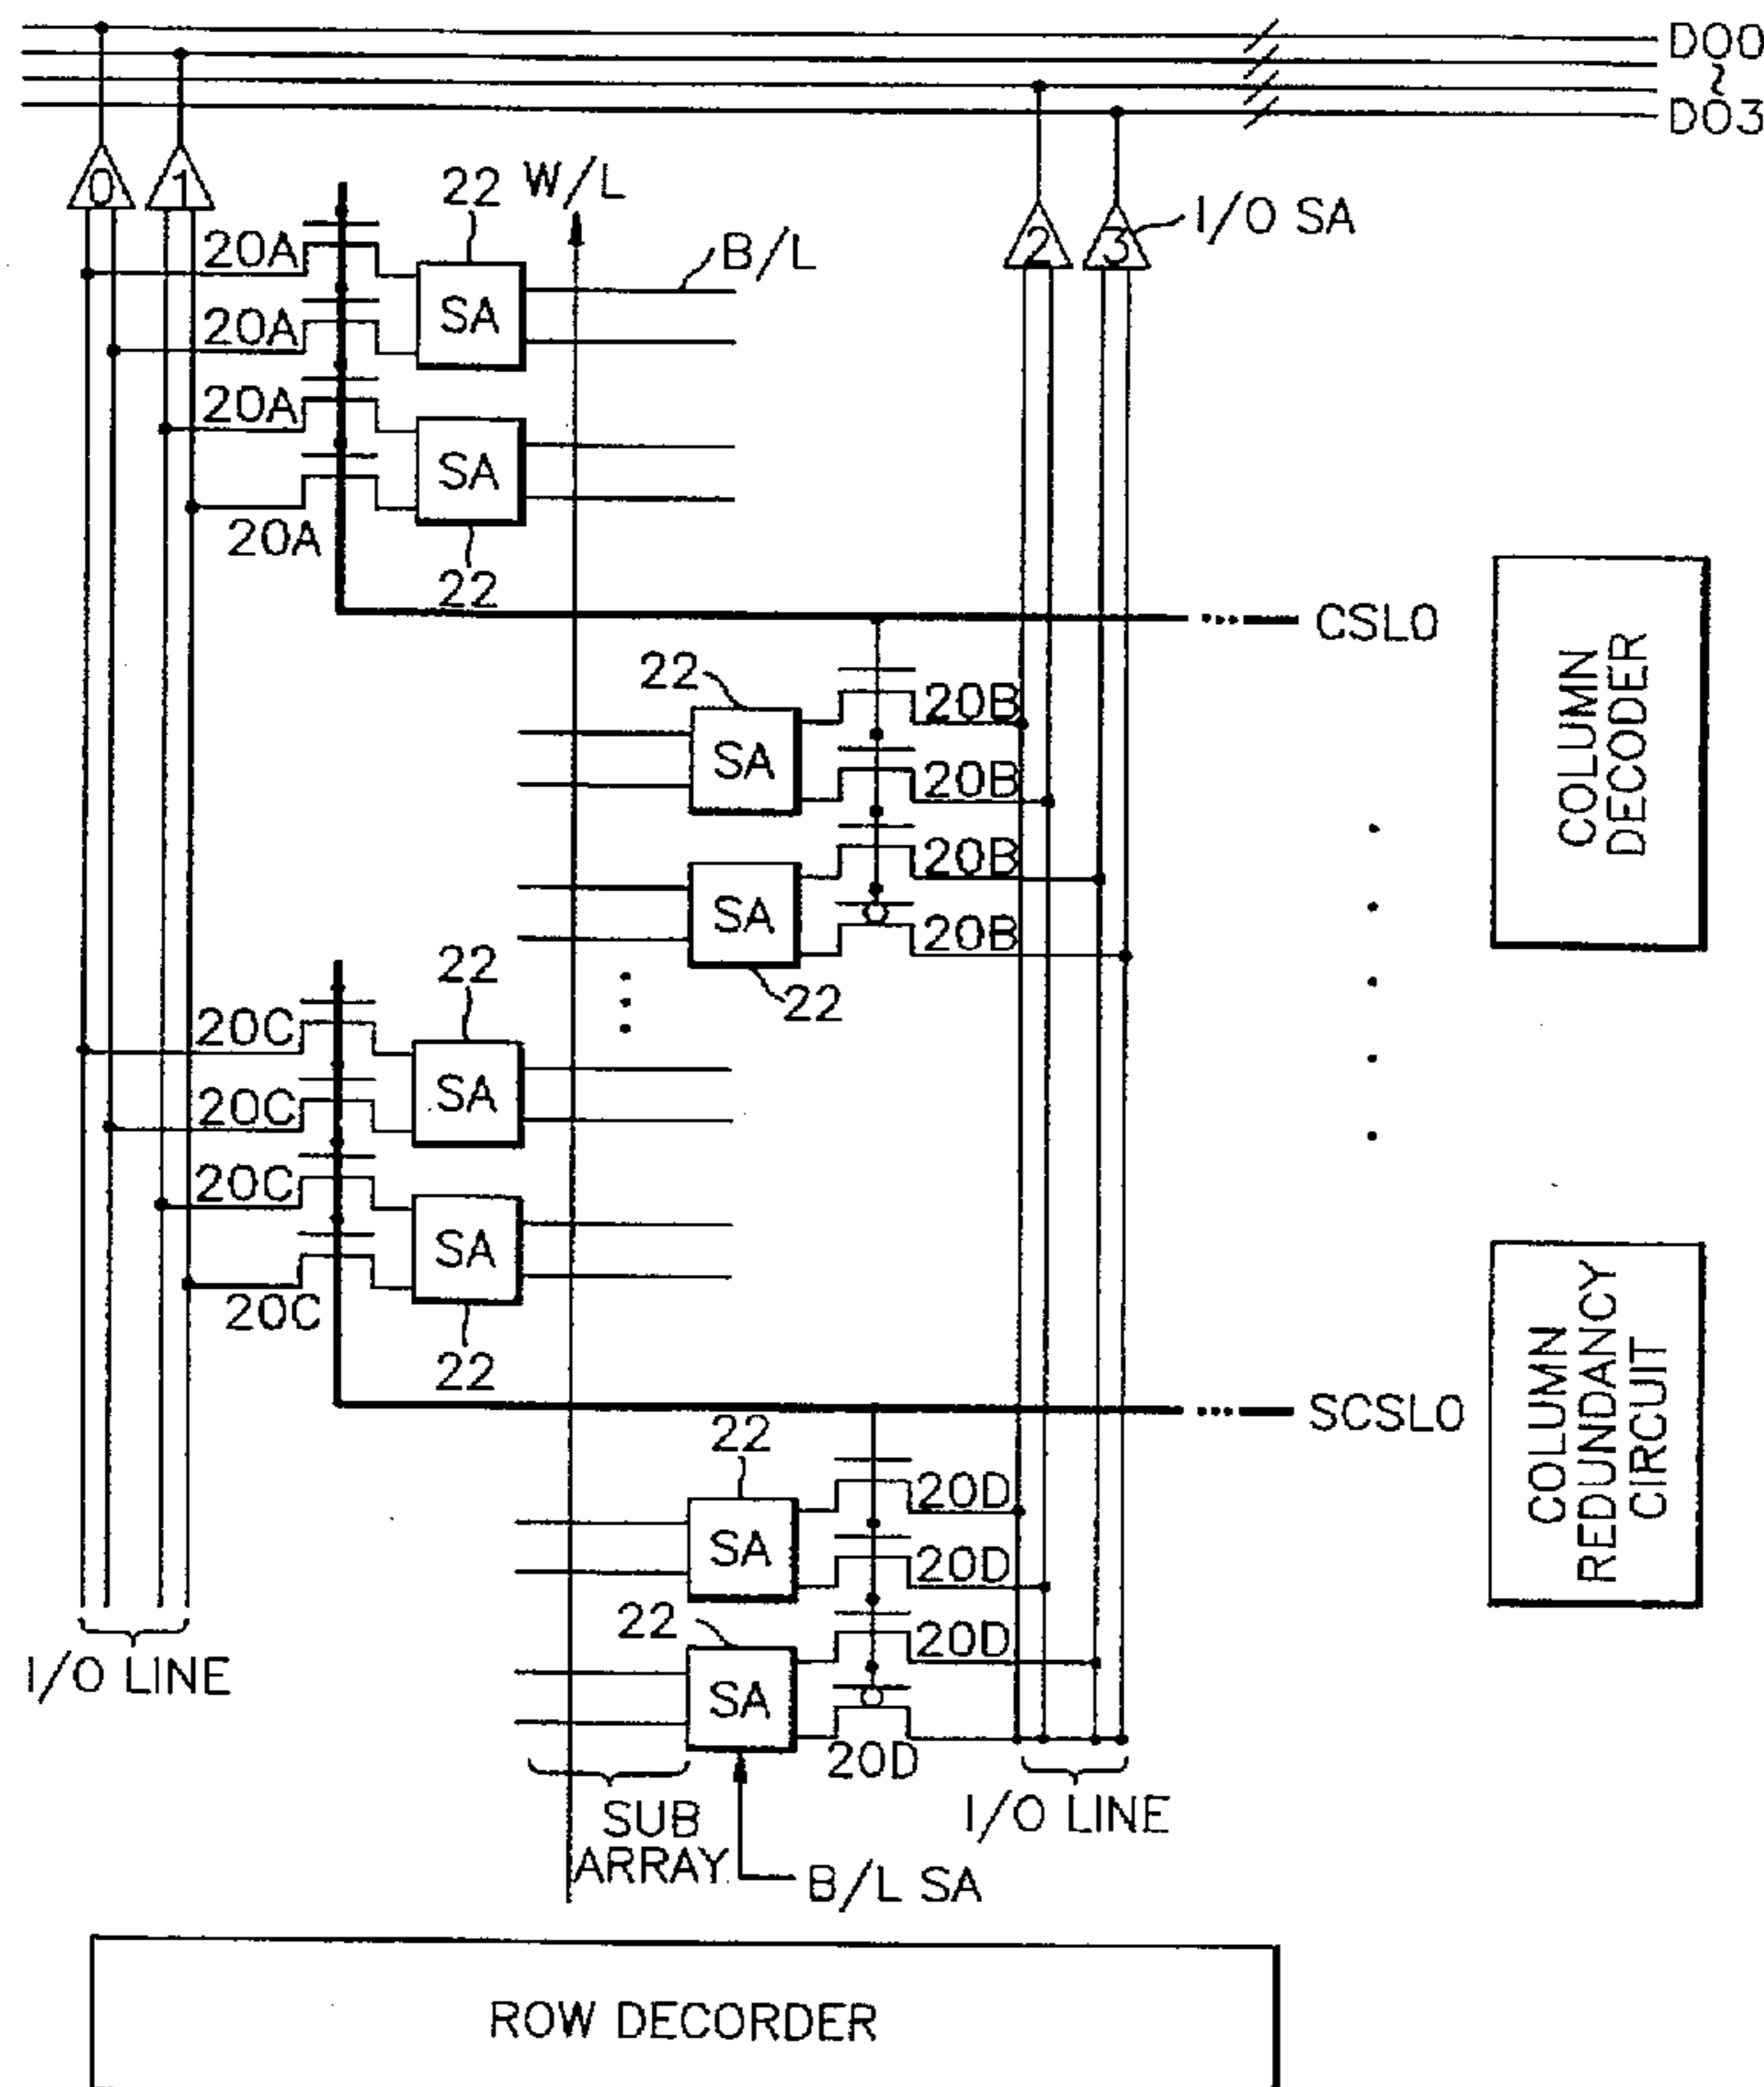 DO0
~
DO3
0
1
22
W/L
2
3
I/O SA
20A
B/L
SA
20A
20A
SA
20A
22
CSL0
COLUMN
DECODER
22
20B
SA
20B
20B
SA
20B
22
22
20C
SA
20C
20C
SA
20C
22
SCSL0
COLUMN
REDUNDANCY
CIRCUIT
22
20D
SA
20D
22
20D
SA
20D
I/O LINE
SUB
ARRAY
I/O LINE
B/L SA
ROW DECORDER